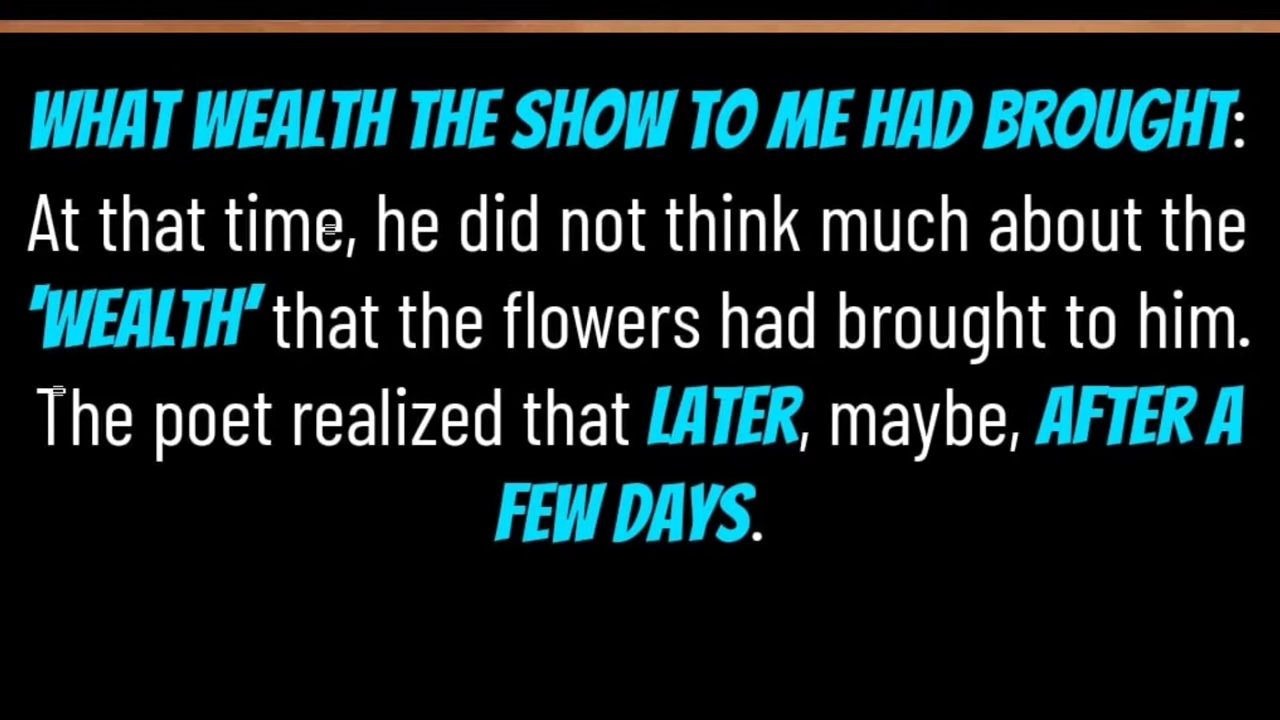 WHAT WEALTH THE SHOW TO ME HAD BROUGHT:
At that time, he did not think much about the
'WEALTH' that the flowers had brought to him.
The poet realized that LATER, maybe, AFTER A
FEW DAYS.